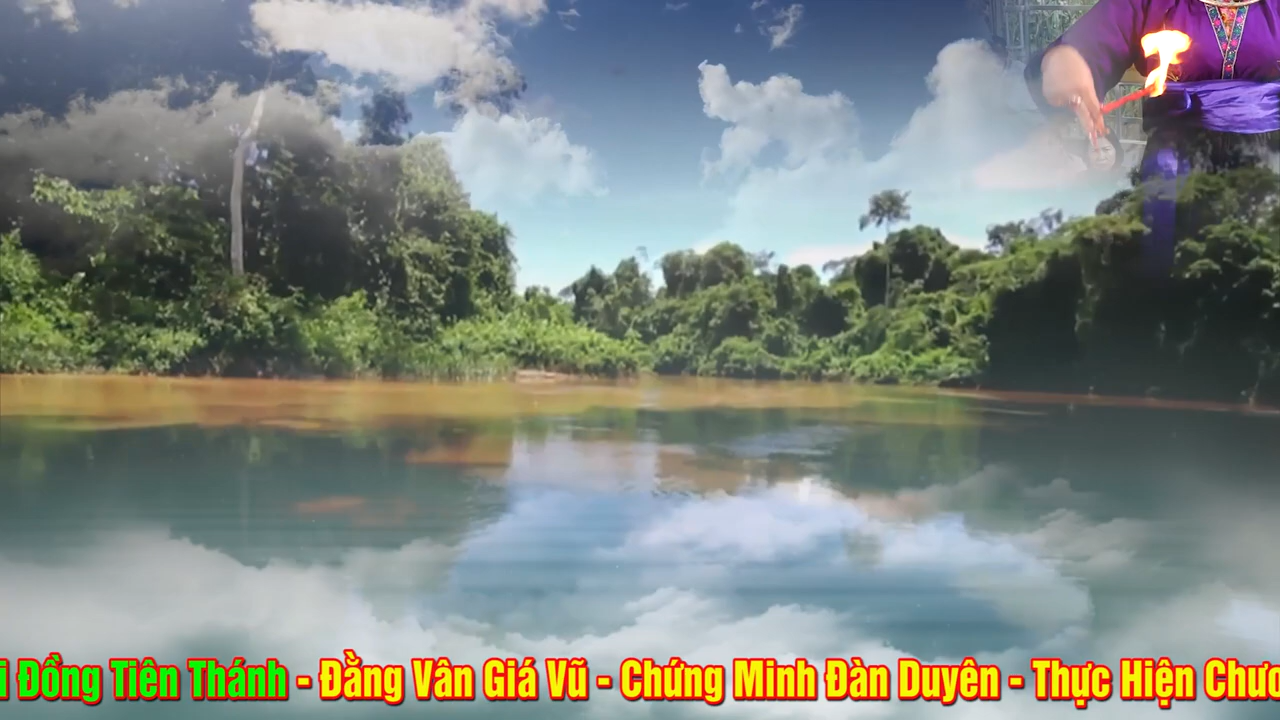 Đồng Tiên Thánh - Đằng Vân Giá Vũ - Chứng Minh Đàn Duyên - Thực Hiện